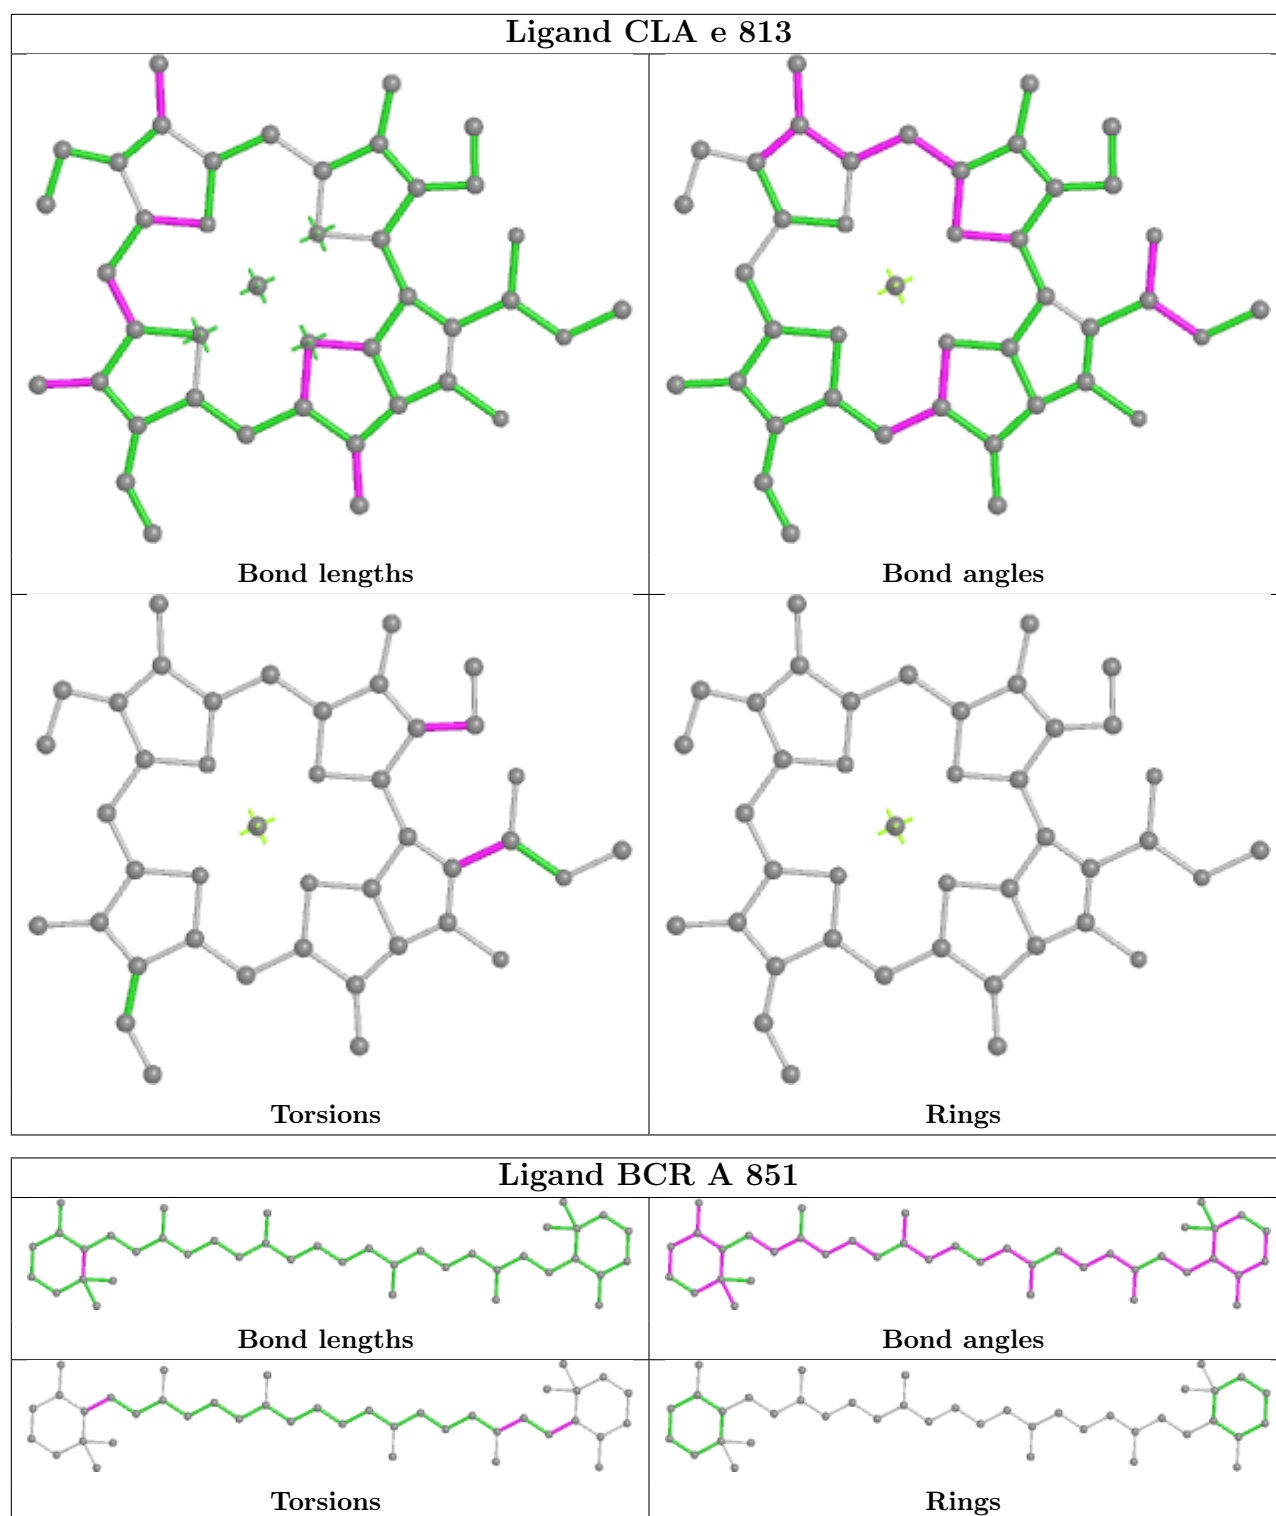 Ligand CLA e 813
Bond lengths
Bond angles
Torsions
Rings
Ligand BCR A 851
Bond lengths
Bond angles
Torsions
Rings